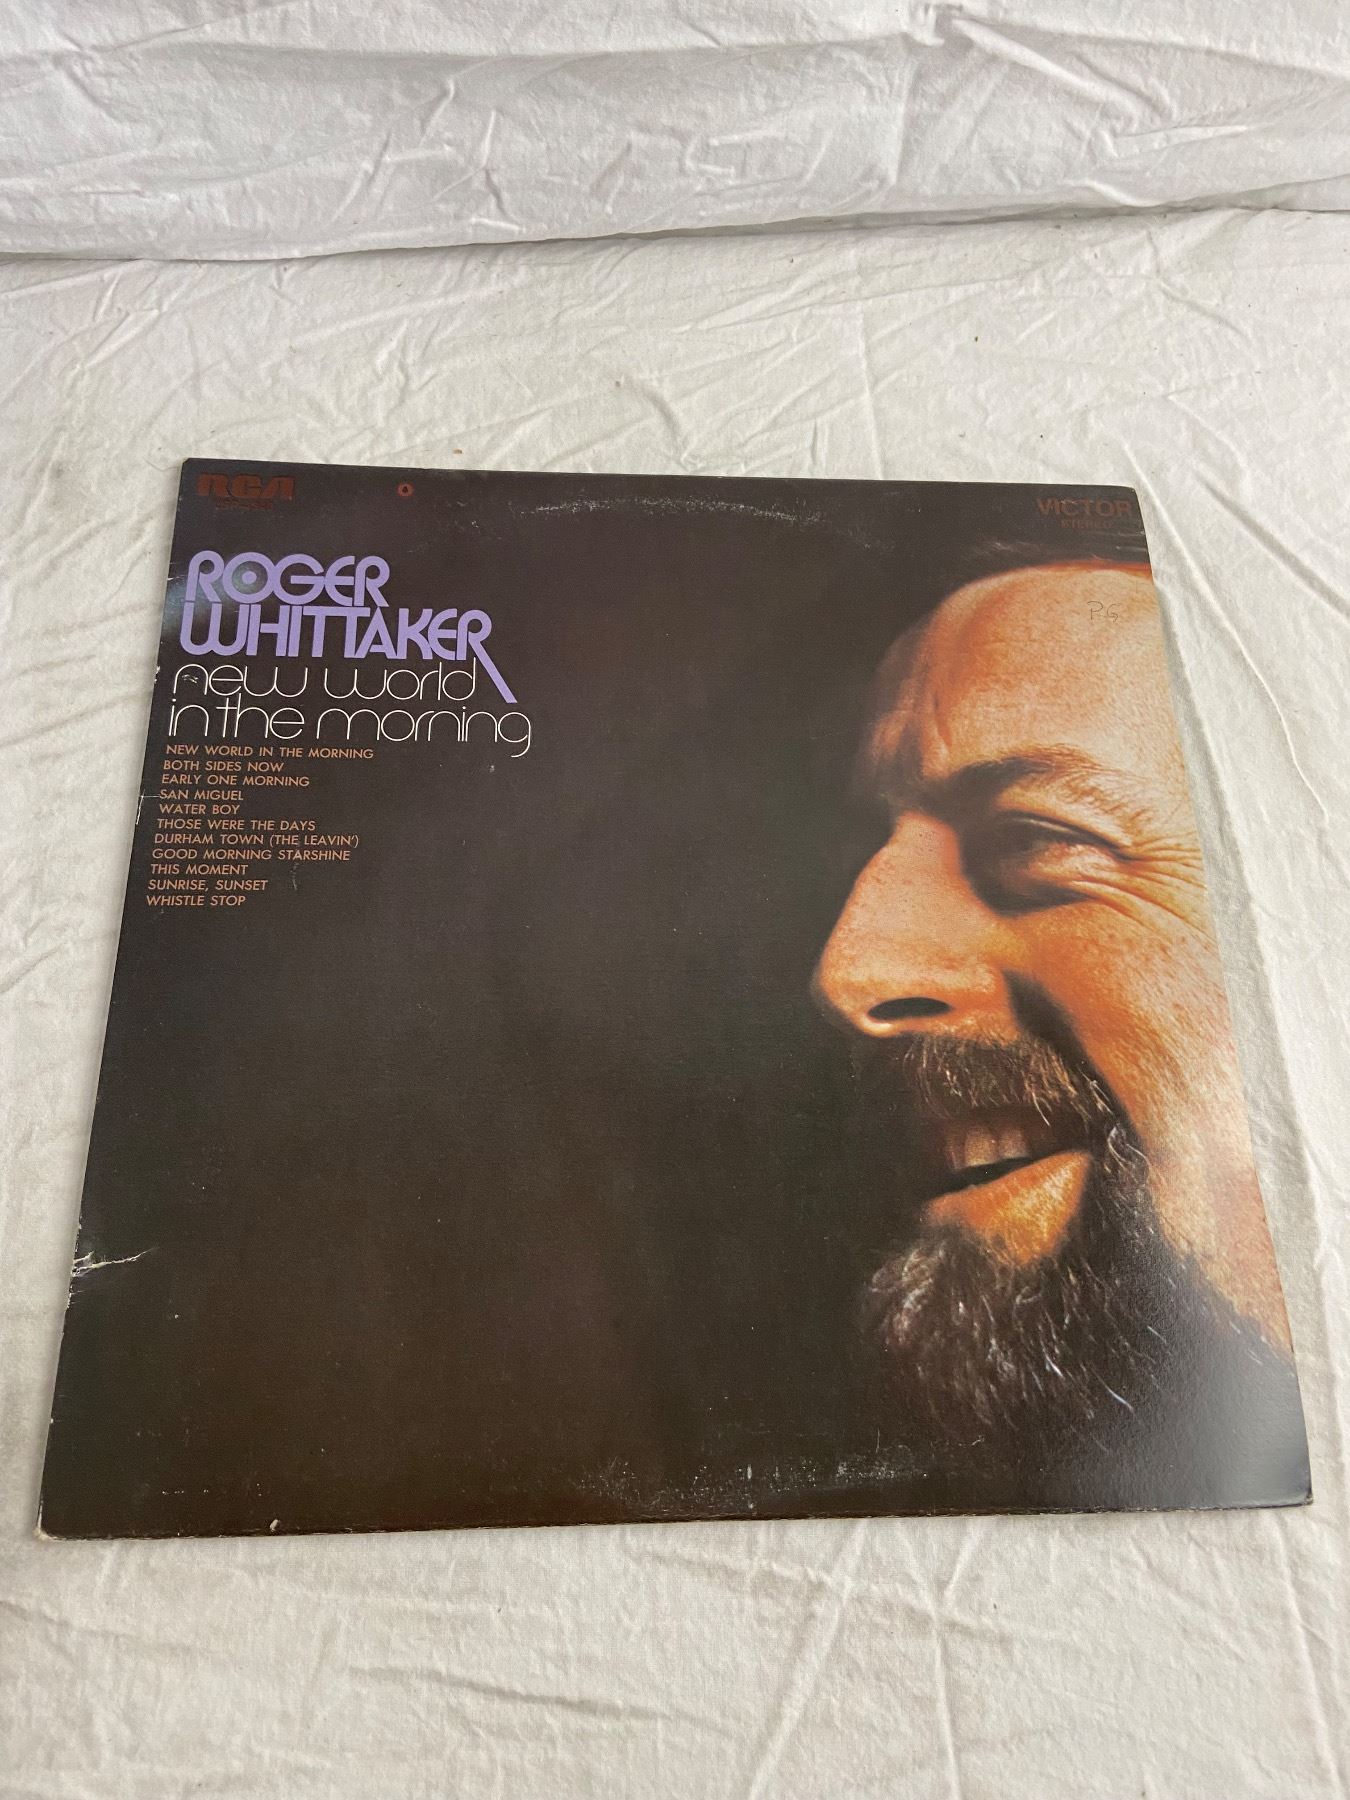 RCA
VICTOR
STEREO
P.G.
ROGER
WHITTAKER
new world
in the morning
NEW WORLD IN THE MORNING
BOTH SIDES NOW
EARLY ONE MORNING
SAN MIGUEL
WATER BOY
THOSE WERE THE DAYS
DURHAM TOWN (THE LEAVIN')
GOOD MORNING STARSHINE
THIS MOMENT
SUNRISE, SUNSET
WHISTLE STOP